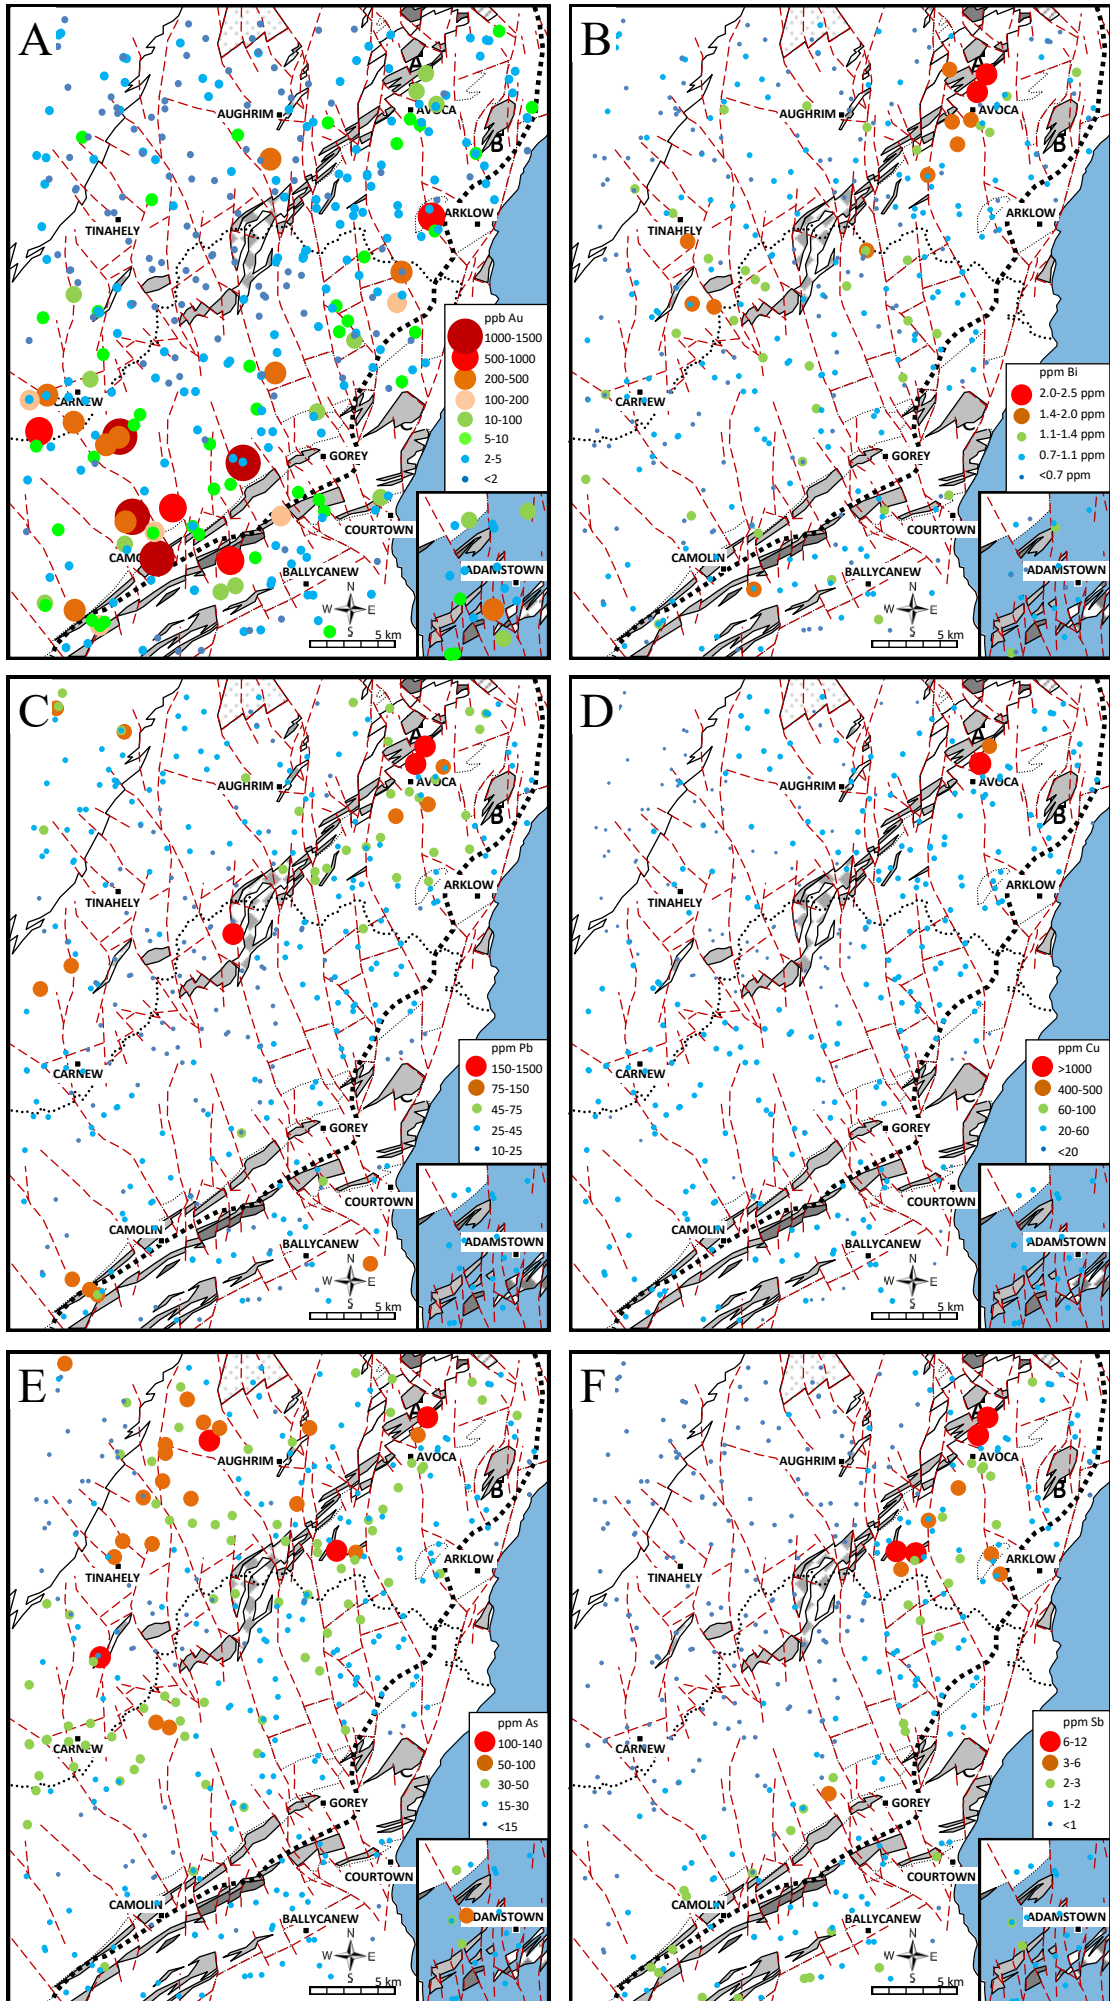 A
A
AUGHRIM
AVOCA
B
TINAHELY
ARKLOW
ppb Au
1000-1500
500-1000
200-500
100-200
10-100
5-10
2-5
<2
CARNEW
GOREY
COURTOWN
CAMO
BALLYCANEW
ADAMSTOWN
N
W E
S
5 km
B
A
AUGHRIM
AVOCA
B
TINAHELY
ARKLOW
ppm Bi
2.0-2.5 ppm
1.4-2.0 ppm
1.1-1.4 ppm
0.7-1.1 ppm
<0.7 ppm
CARNEW
GOREY
COURTOWN
CAMOLIN
BALLYCANEW
ADAMSTOWN
N
W E
S
5 km
C
A
AUGHRIM
AVOCA
B
TINAHELY
ARKLOW
ppm Pb
150-1500
75-150
45-75
25-45
10-25
CARNEW
GOREY
COURTOWN
CAMOLIN
BALLYCANEW
ADAMSTOWN
N
W E
S
5 km
D
A
AUGHRIM
AVOCA
B
TINAHELY
ARKLOW
ppm Cu
>1000
400-500
60-100
20-60
<20
CARNEW
GOREY
COURTOWN
CAMOLIN
BALLYCANEW
ADAMSTOWN
N
W E
S
5 km
E
A
AUGHRIM
AVOCA
B
TINAHELY
ARKLOW
ppm As
100-140
50-100
30-50
15-30
<15
CARNEW
GOREY
COURTOWN
CAMOLIN
BALLYCANEW
DAMSTOWN
N
W E
S
5 km
F
A
AUGHRIM
AVOCA
B
TINAHELY
ARKLOW
ppm Sb
6-12
3-6
2-3
1-2
<1
CARNEW
GOREY
COURTOWN
CAMOLIN
BALLYCANEW
ADAMSTOWN
N
W E
S
5 km